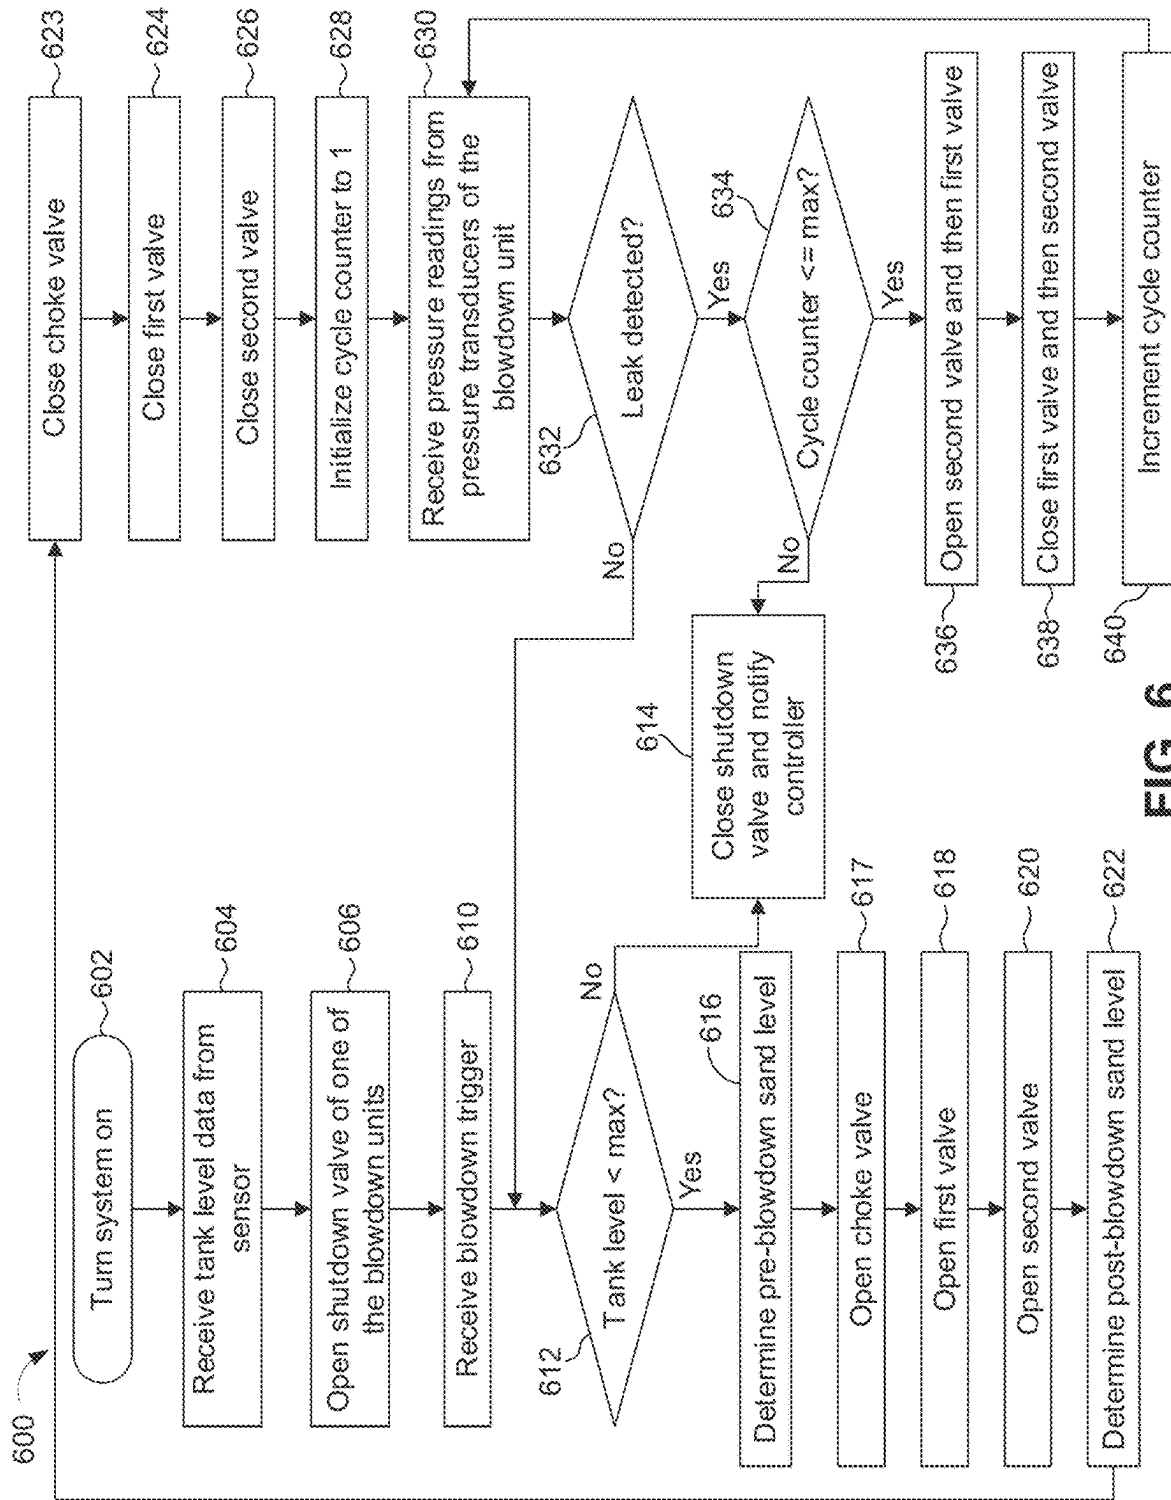 600
Turn system on
602
Receive tank level data from
sensor
604
Open shutdown valve of one of
the blowdown units
606
Receive blowdown trigger
610
Tank level < max?
612
No
Yes
Determine pre-blowdown sand level
616
Open choke valve
617
Open first valve
618
Open second valve
620
Determine post-blowdown sand level
622
Close shutdown
valve and notify
controller
614
Close choke valve
623
Close first valve
624
Close second valve
626
Initialize cycle counter to 1
628
Receive pressure readings from
pressure transducers of the
blowdown unit
630
Leak detected?
632
No
Yes
Cycle counter <= max?
634
No
Yes
Open second valve and then first valve
636
Close first valve and then second valve
638
Increment cycle counter
640
FIG. 6